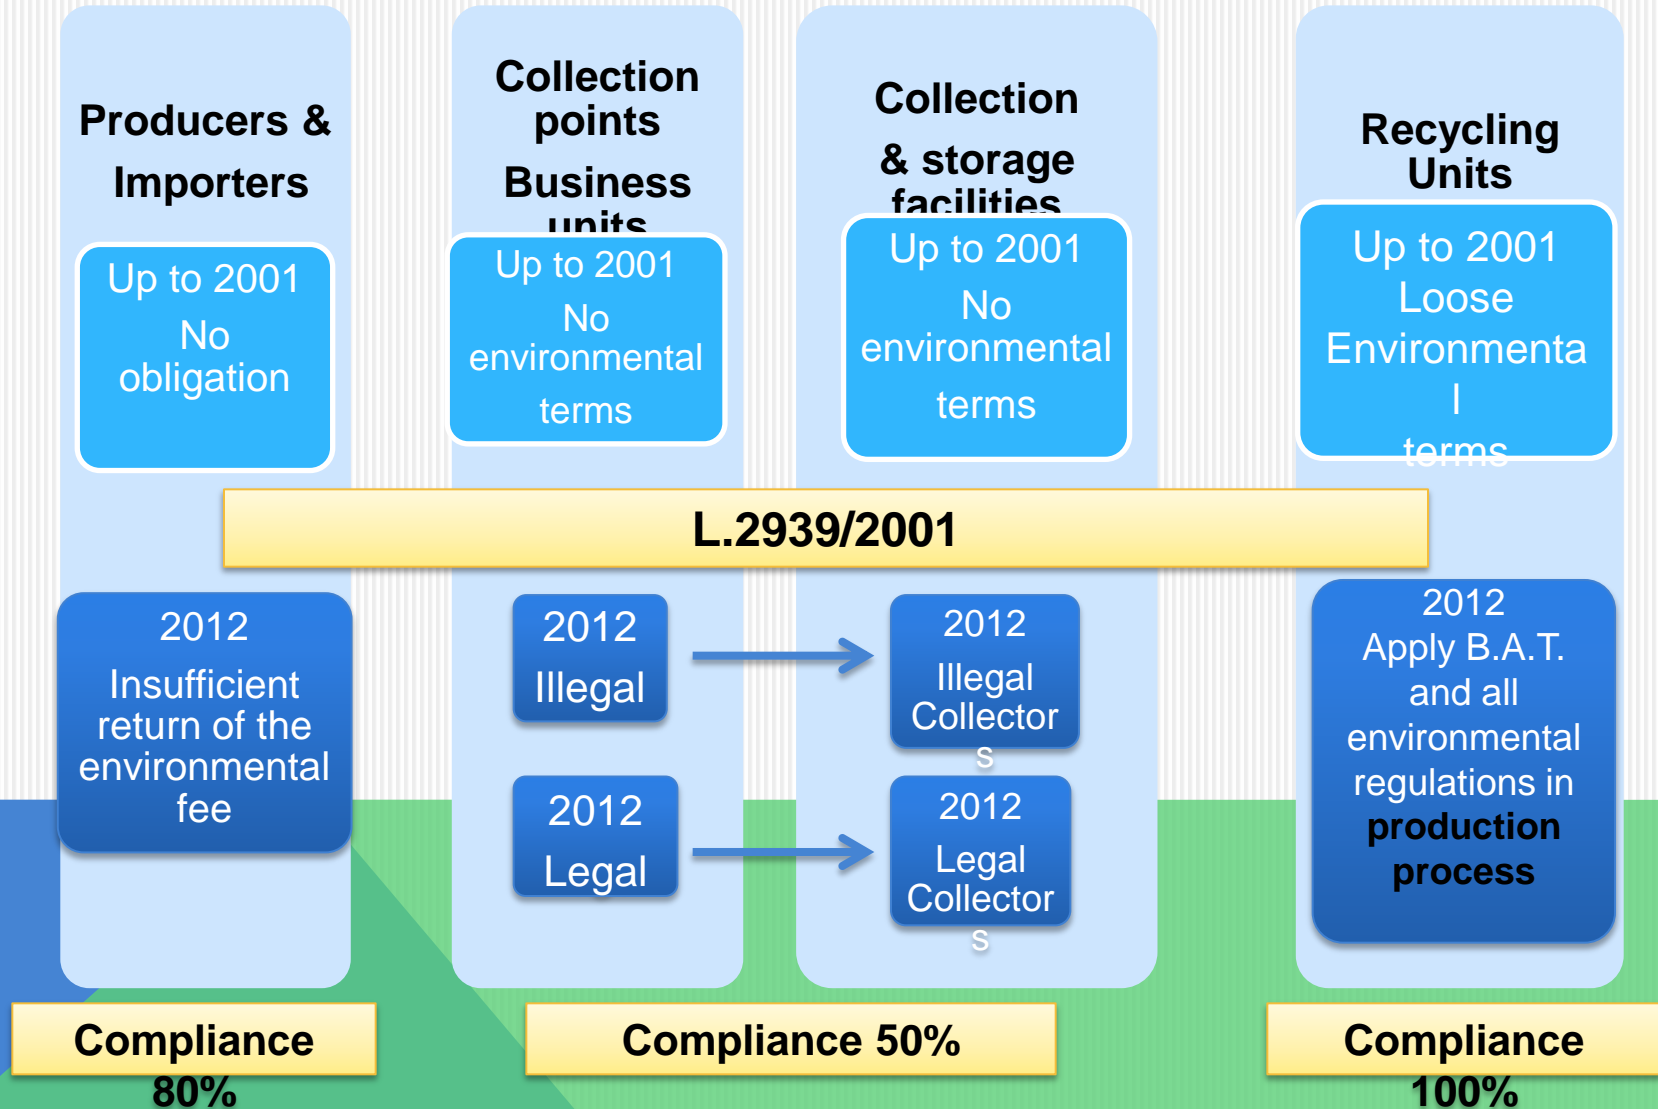 Producers &
Importers
Up to 2001
No
obligation
Collection
points
Business
units
Up to 2001
No
environmental
terms
Collection
& storage
facilities
Up to 2001
No
environmental
terms
Recycling
Units
Up to 2001
Loose
Environmenta
l
terms
L.2939/2001
2012
Insufficient
return of the
environmental
fee
2012
Illegal
2012
Illegal
Collector
s
2012
Legal
2012
Legal
Collector
s
2012
Apply B.A.T.
and all
environmental
regulations in
production
process
Compliance
80%
Compliance 50%
Compliance
100%